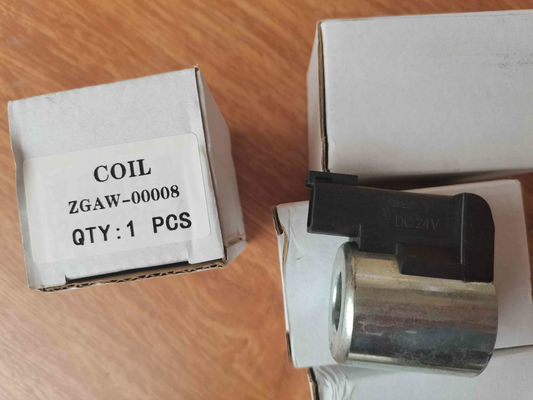 COIL
ZGAW-00008
QTY:1 PCS
DC24V